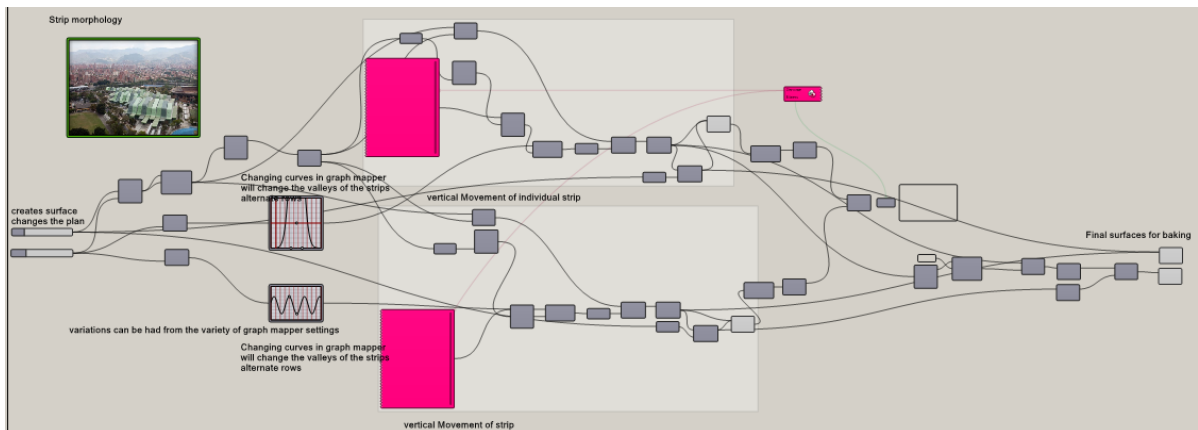 Strip morphology
Changing curves in graph mapper
will change the valleys of the strips
alternate rows
vertical Movement of individual strip
creates surface
changes the plan
Final surfaces for baking
variations can be had from the variety of graph mapper settings
Changing curves in graph mapper
will change the valleys of the strips
alternate rows
vertical Movement of strip